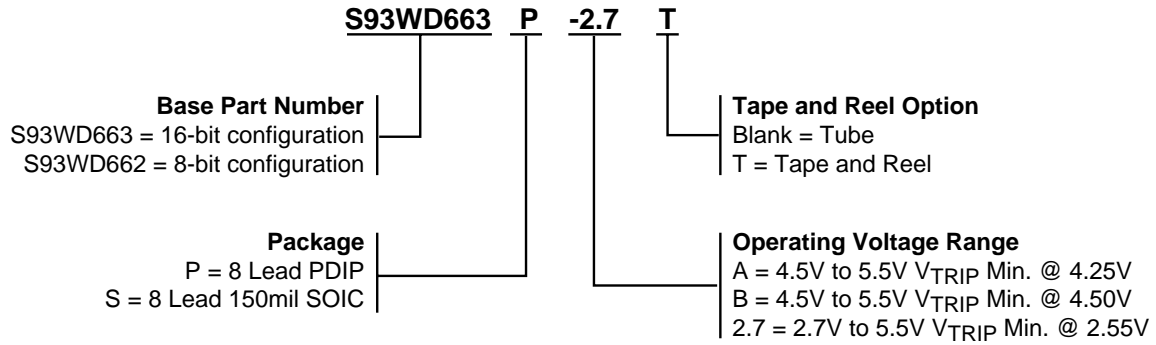 S93WD663 P -2.7 T
Base Part Number
S93WD663 = 16-bit configuration
S93WD662 = 8-bit configuration
Tape and Reel Option
Blank = Tube
T = Tape and Reel
Package
P = 8 Lead PDIP
S = 8 Lead 150mil SOIC
Operating Voltage Range
A = 4.5V to 5.5V VTRIP Min. @ 4.25V
B = 4.5V to 5.5V VTRIP Min. @ 4.50V
2.7 = 2.7V to 5.5V VTRIP Min. @ 2.55V